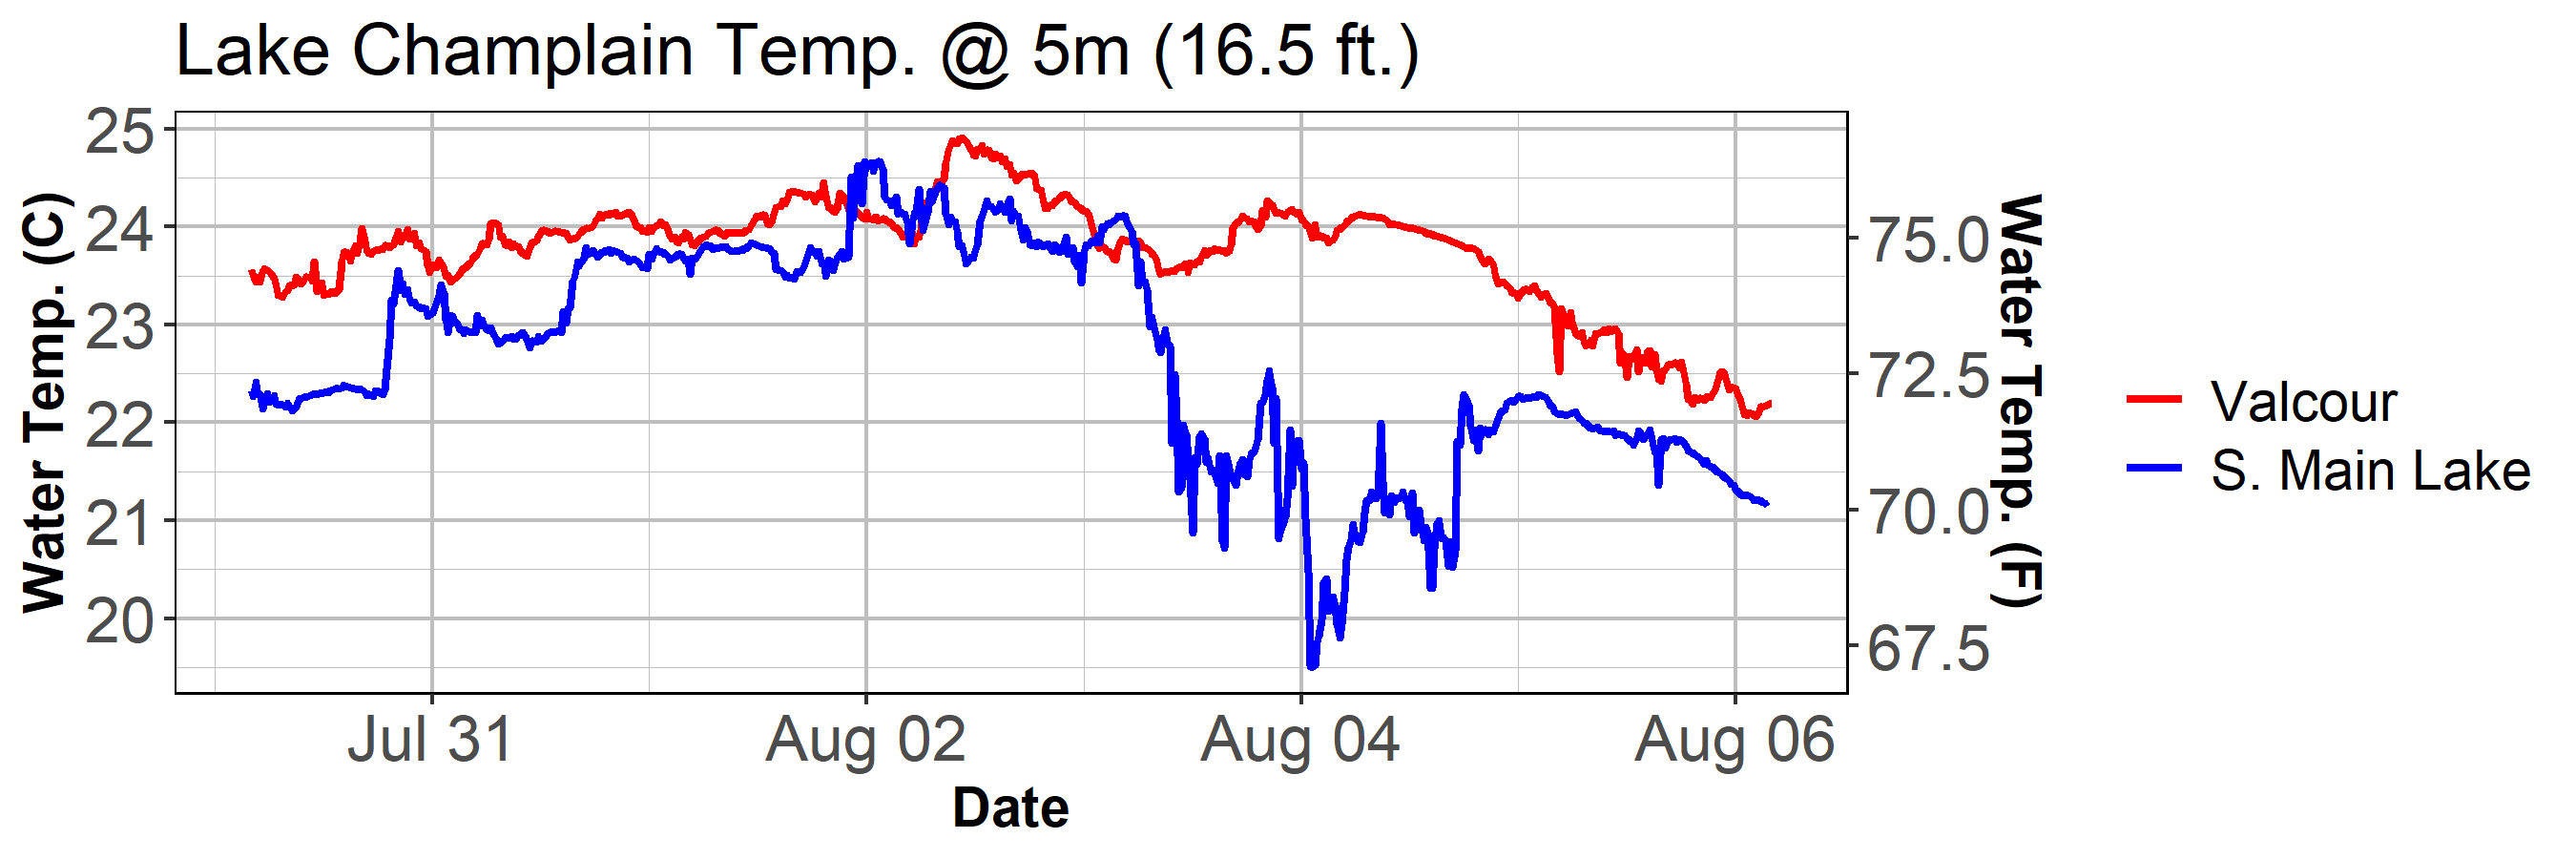 Lake Champlain Temp. @ 5m (16.5 ft.)
Water Temp. (C)
25
24
23
22
21
20
75.0
72.5
70.0
67.5
Water Temp. (F)
Jul 31
Aug 02
Aug 04
Aug 06
Date
Valcour
S. Main Lake